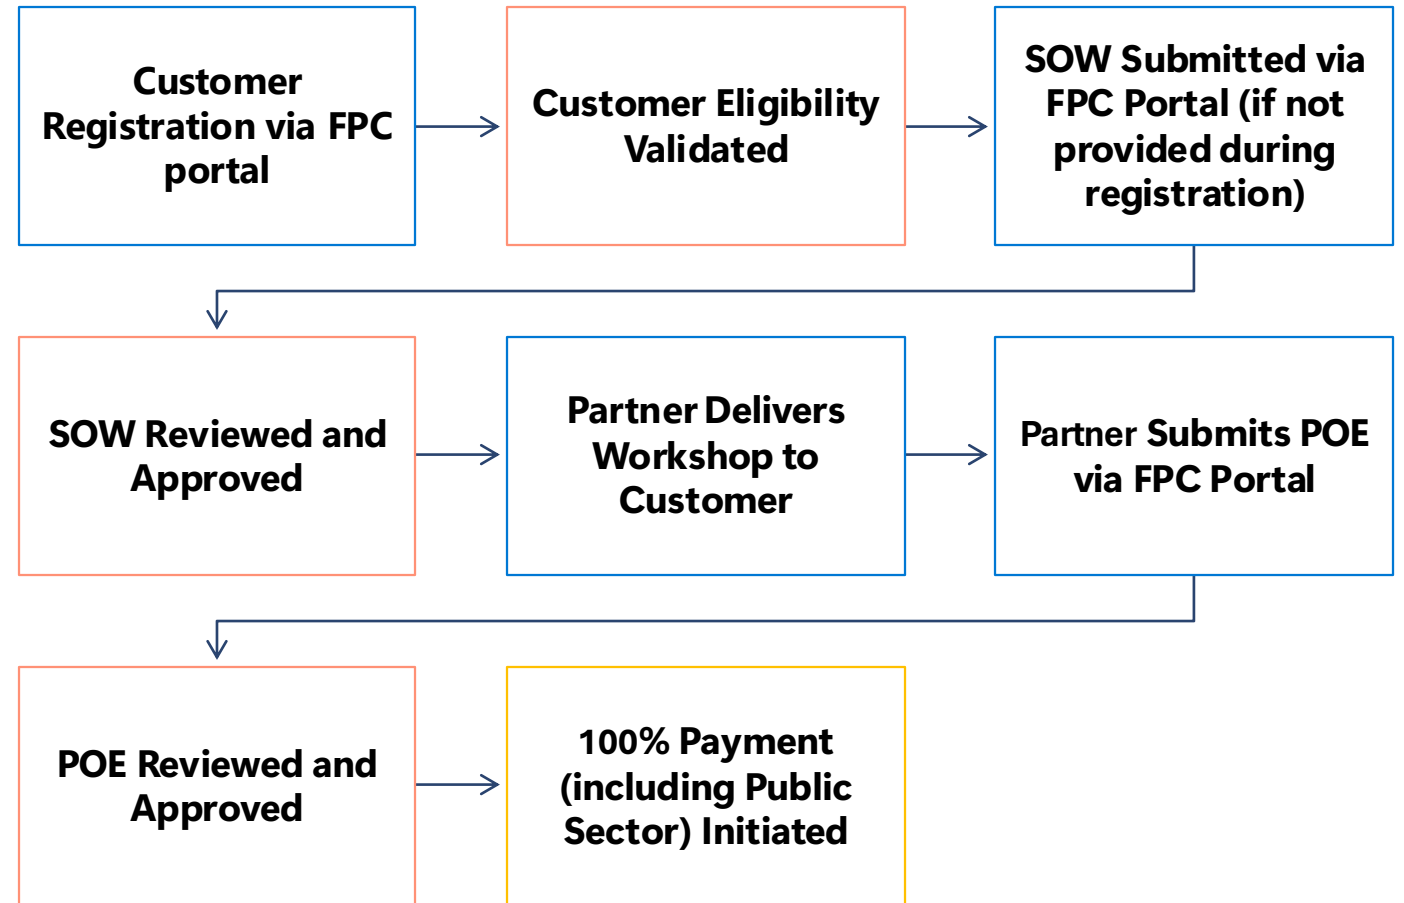 Customer
Registration via FPC
portal
Customer Eligibility
Validated
SOW Submitted via
FPC Portal (if not
provided during
registration)
SOW Reviewed and
Approved
Partner Delivers
Workshop to
Customer
Partner Submits POE
via FPC Portal
POE Reviewed and
Approved
100% Payment
(including Public
Sector) Initiated